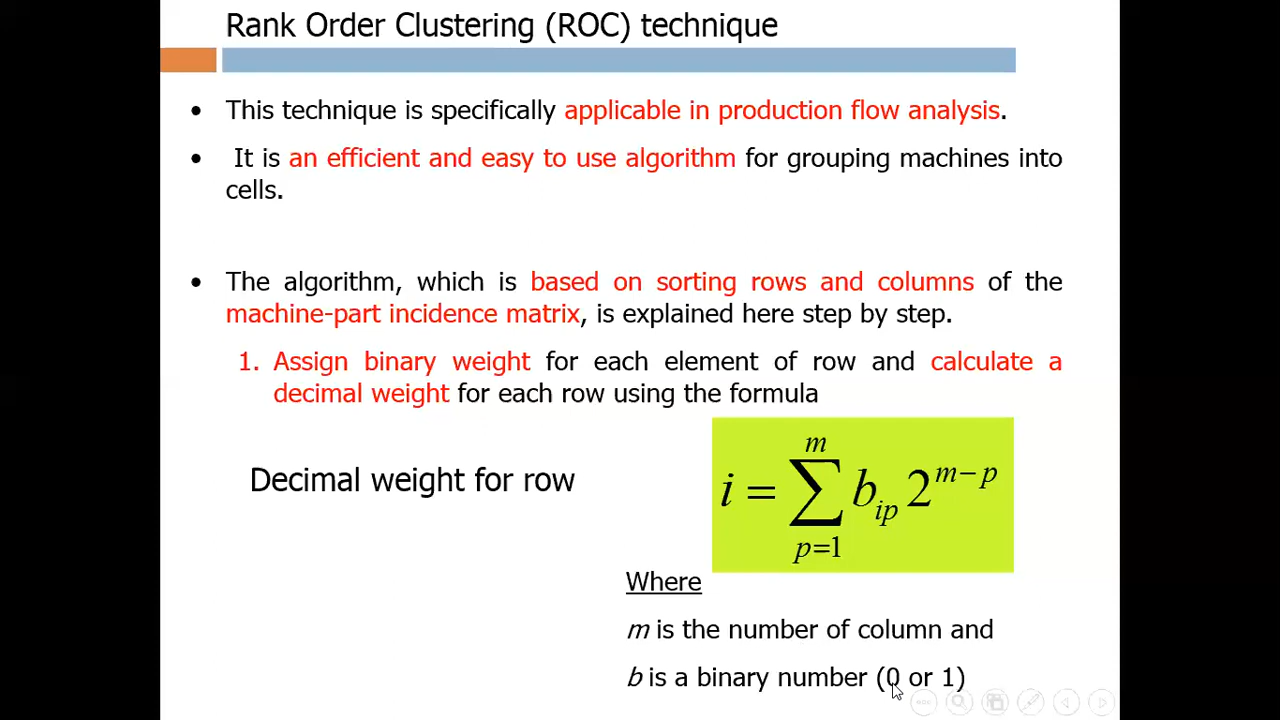 Rank Order Clustering (ROC) technique
• This technique is specifically applicable in production flow analysis.
• It is an efficient and easy to use algorithm for grouping machines into
cells.
• The algorithm, which is based on sorting rows and columns of the
machine-part incidence matrix, is explained here step by step.
1. Assign binary weight for each element of row and calculate a
decimal weight for each row using the formula
Decimal weight for row i = ∑_{p=1}^{m} b_{ip} 2^{m-p}
Where
m is the number of column and
b is a binary number (0 or 1)